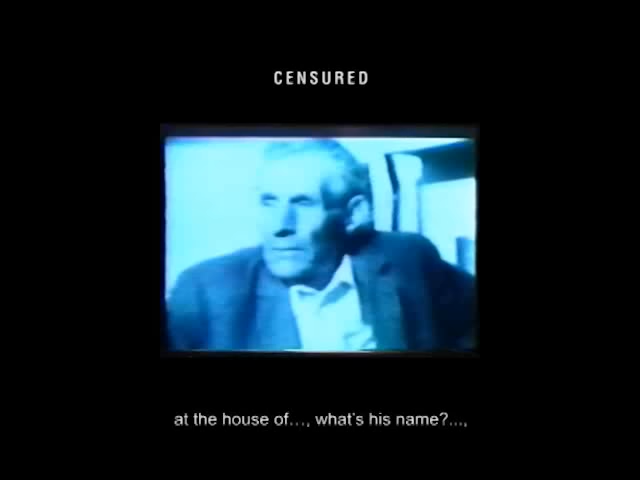 CENSURED
at the house of..., what's his name?...,